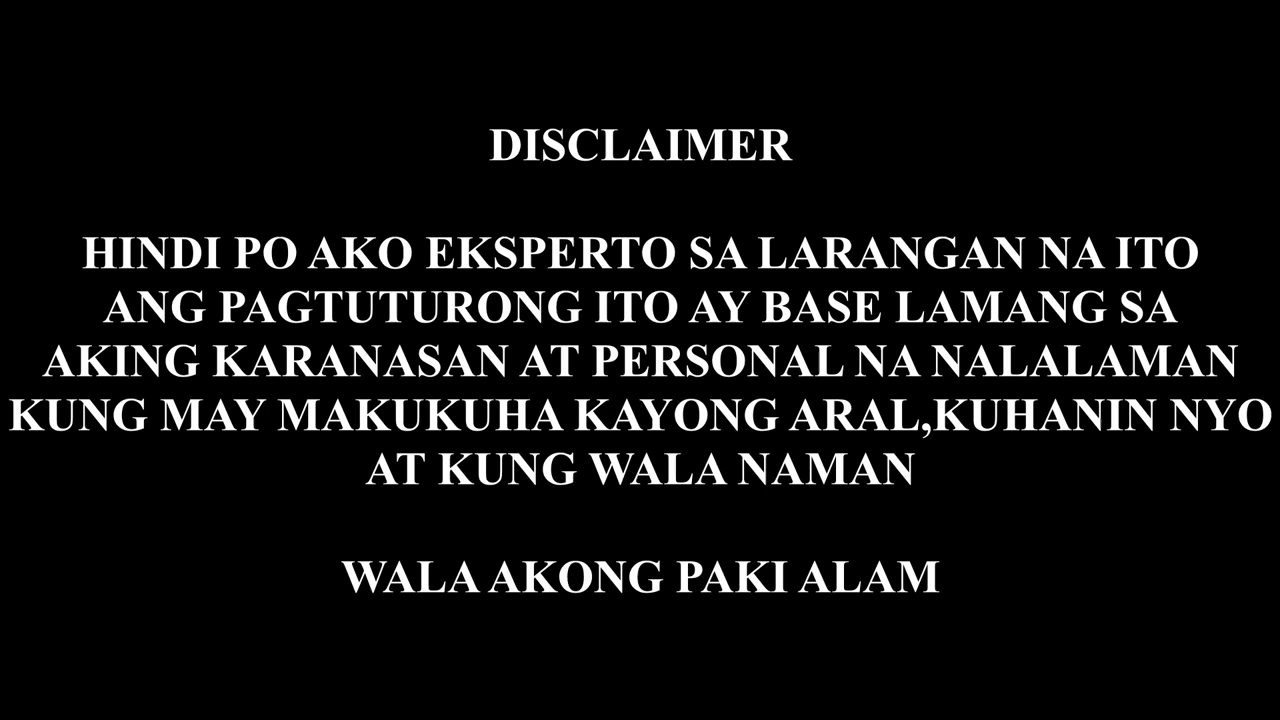 DISCLAIMER
HINDI PO AKO EKSPERTO SA LARANGAN NA ITO
ANG PAGTUTURONG ITO AY BASE LAMANG SA
AKING KARANASAN AT PERSONAL NA NALALAMAN
KUNG MAY MAKUKUHA KAYONG ARAL,KUHANIN NYO
AT KUNG WALA NAMAN
WALA AKONG PAKI ALAM